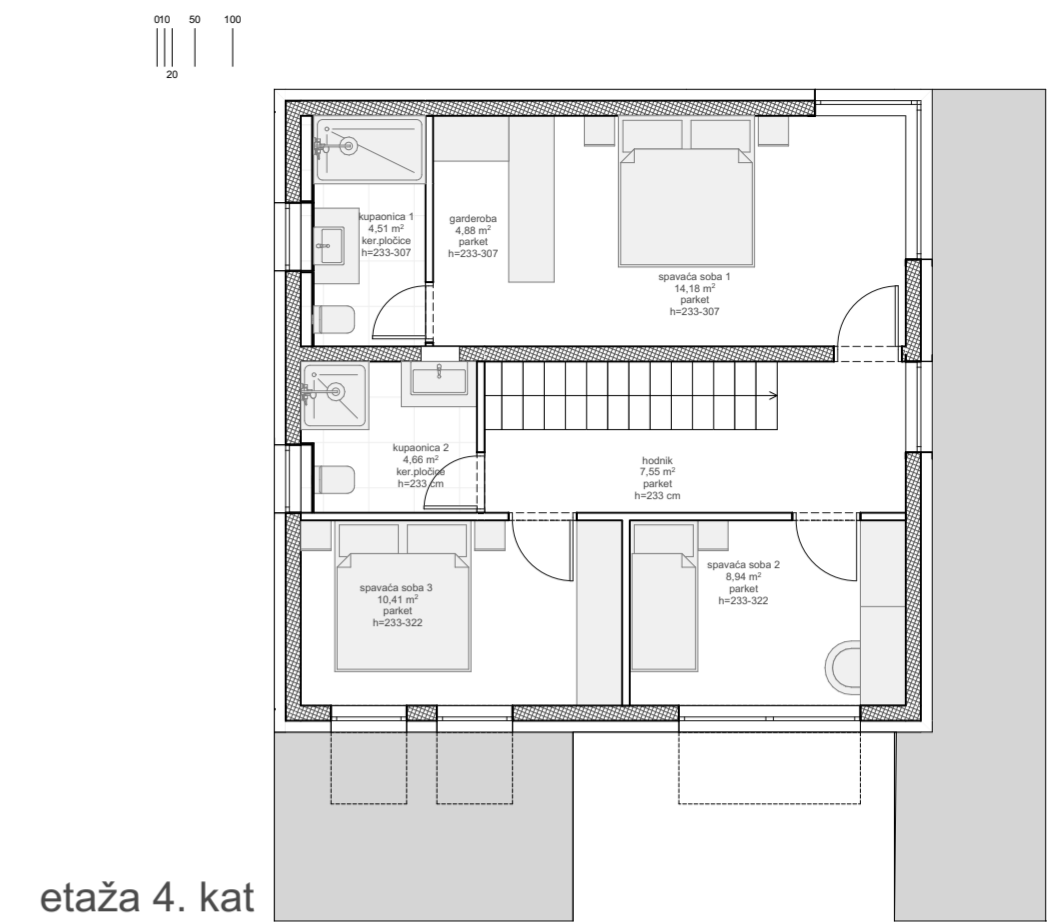 010 50 100
20
kupaonica 1
4,51 m²
ker.pločice
h=233-307
garderoba
4,88 m²
parket
h=233-307
spavaća soba 1
14,18 m²
parket
h=233-307
kupaonica 2
4,66 m²
ker.pločice
h=233 cm
hodnik
7,55 m²
parket
h=233 cm
spavaća soba 3
10,41 m²
parket
h=233-322
spavaća soba 2
8,94 m²
parket
h=233-322
etaža 4. kat